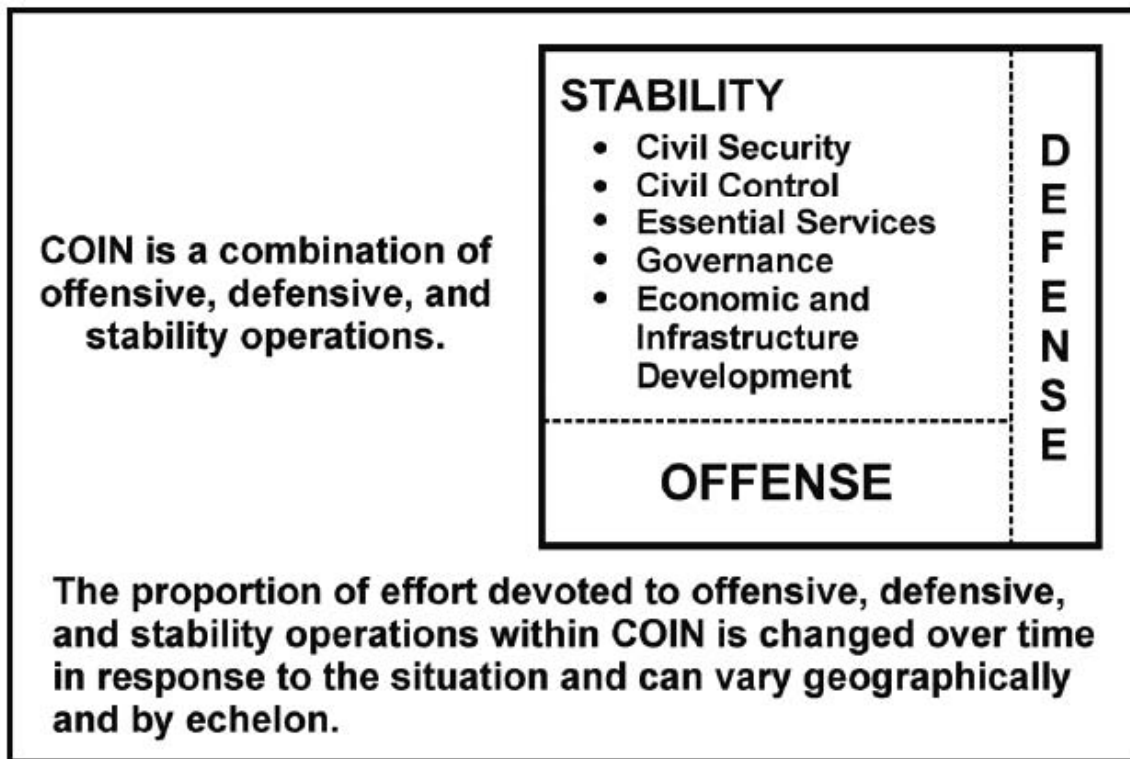 COIN is a combination of
offensive, defensive, and
stability operations.
STABILITY
• Civil Security
• Civil Control
• Essential Services
• Governance
• Economic and
Infrastructure
Development
DEFENSE
OFFENSE
The proportion of effort devoted to offensive, defensive,
and stability operations within COIN is changed over time
in response to the situation and can vary geographically
and by echelon.